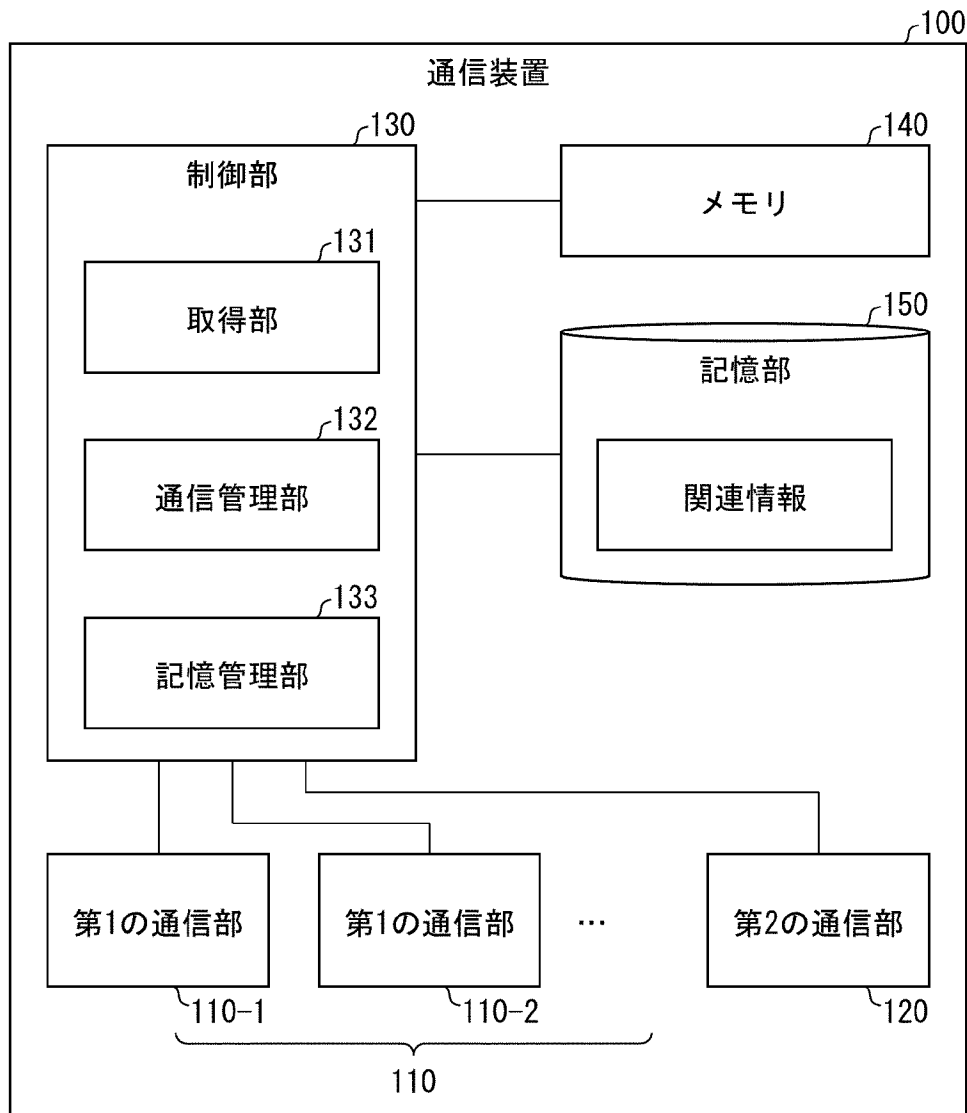 100
通信装置
130
制御部
140
メモリ
131
取得部
150
記憶部
132
通信管理部
関連情報
133
記憶管理部
第1の通信部
第1の通信部
…
第2の通信部
110-1
110-2
120
110